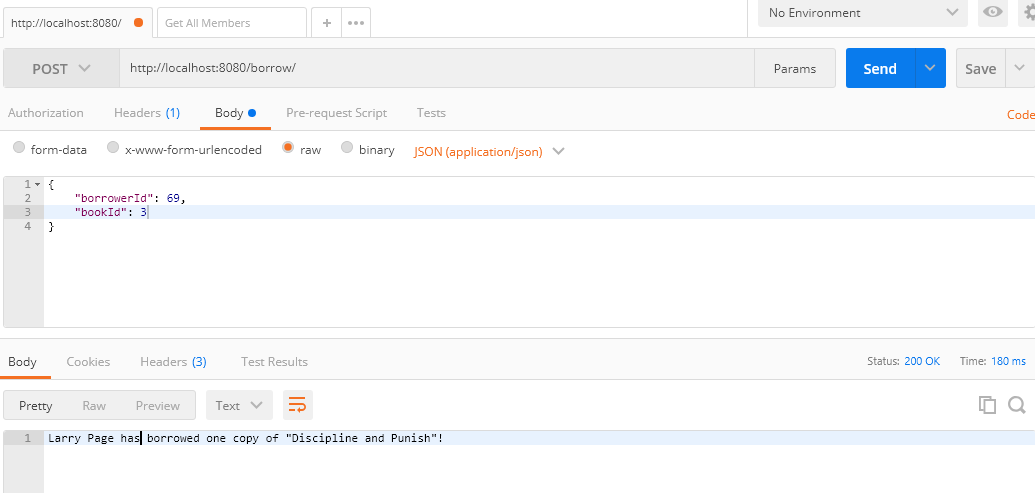 http://localhost:8080/
Get All Members
+
No Environment
POST
http://localhost:8080/borrow/
Params
Send
Save
Authorization
Headers (1)
Body
Pre-request Script
Tests
Code
form-data
x-www-form-urlencoded
raw
binary
JSON (application/json)
1 {
2 "borrowerId": 69,
3 "bookId": 3
4 }
Body
Cookies
Headers (3)
Test Results
Status: 200 OK
Time: 180 ms
Pretty
Raw
Preview
Text
1 Larry Page has borrowed one copy of "Discipline and Punish"!